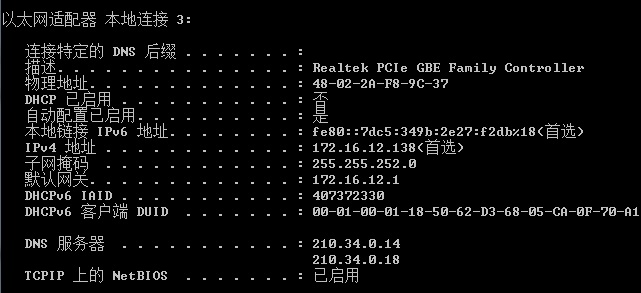 以太网适配器 本地连接 3:
连接特定的 DNS 后缀 . . . . . . . :
描述. . . . . . . . . . . . . . . : Realtek PCIe GBE Family Controller
物理地址. . . . . . . . . . . . . : 48-02-2A-F8-9C-37
DHCP 已启用 . . . . . . . . . . . : 否
自动配置已启用. . . . . . . . . . : 是
本地链接 IPv6 地址. . . . . . . . : fe80::7dc5:349b:2e27:f2db%18(首选)
IPv4 地址 . . . . . . . . . . . . : 172.16.12.138(首选)
子网掩码 . . . . . . . . . . . . : 255.255.252.0
默认网关. . . . . . . . . . . . . : 172.16.12.1
DHCPv6 IAID . . . . . . . . . . . : 407372330
DHCPv6 客户端 DUID . . . . . . . : 00-01-00-01-18-50-62-D3-68-05-CA-0F-70-A1
DNS 服务器 . . . . . . . . . . . : 210.34.0.14
210.34.0.18
TCPIP 上的 NetBIOS . . . . . . . : 已启用